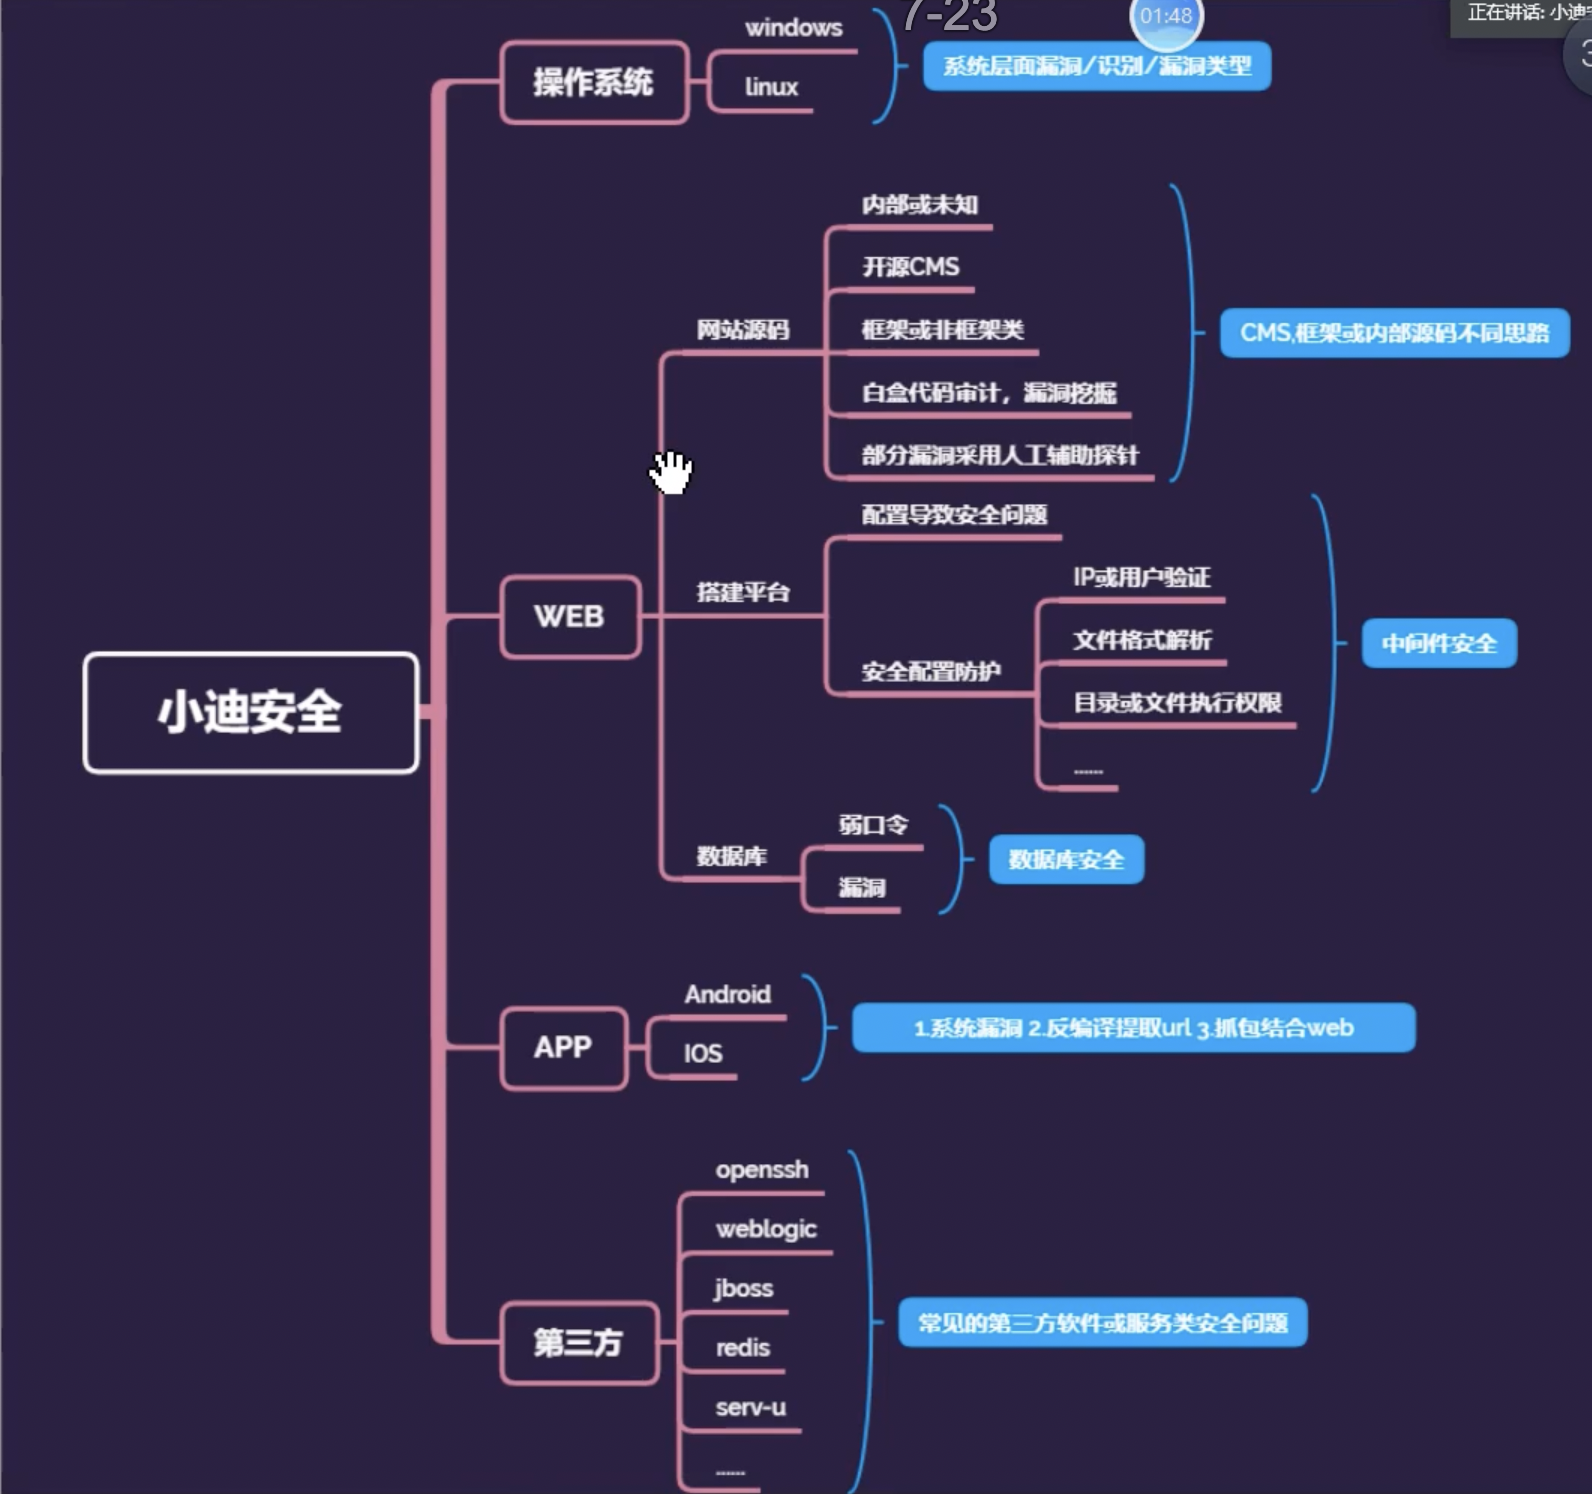 7-23
01:48
正在讲话: 小迪
windows
操作系统
linux
系统层面漏洞/识别/漏洞类型
内部或未知
开源CMS
网站源码
框架或非框架类
白盒代码审计，漏洞挖掘
部分漏洞采用人工辅助探针
CMS,框架或内部源码不同思路
配置导致安全问题
WEB
搭建平台
IP或用户验证
文件格式解析
安全配置防护
目录或文件执行权限
......
中间件安全
小迪安全
弱口令
数据库
漏洞
数据库安全
Android
APP
IOS
1.系统漏洞 2.反编译提取url 3.抓包结合web
openssh
weblogic
jboss
第三方
redis
serv-u
......
常见的第三方软件或服务类安全问题